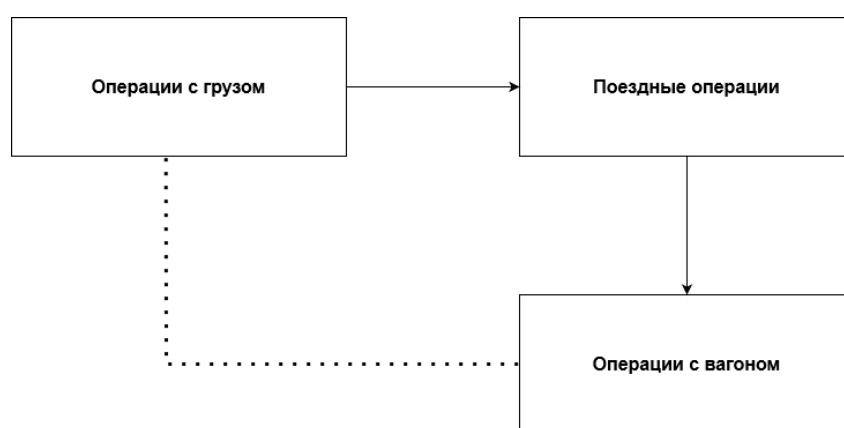 Операции с грузом
Поездные операции
Операции с вагоном